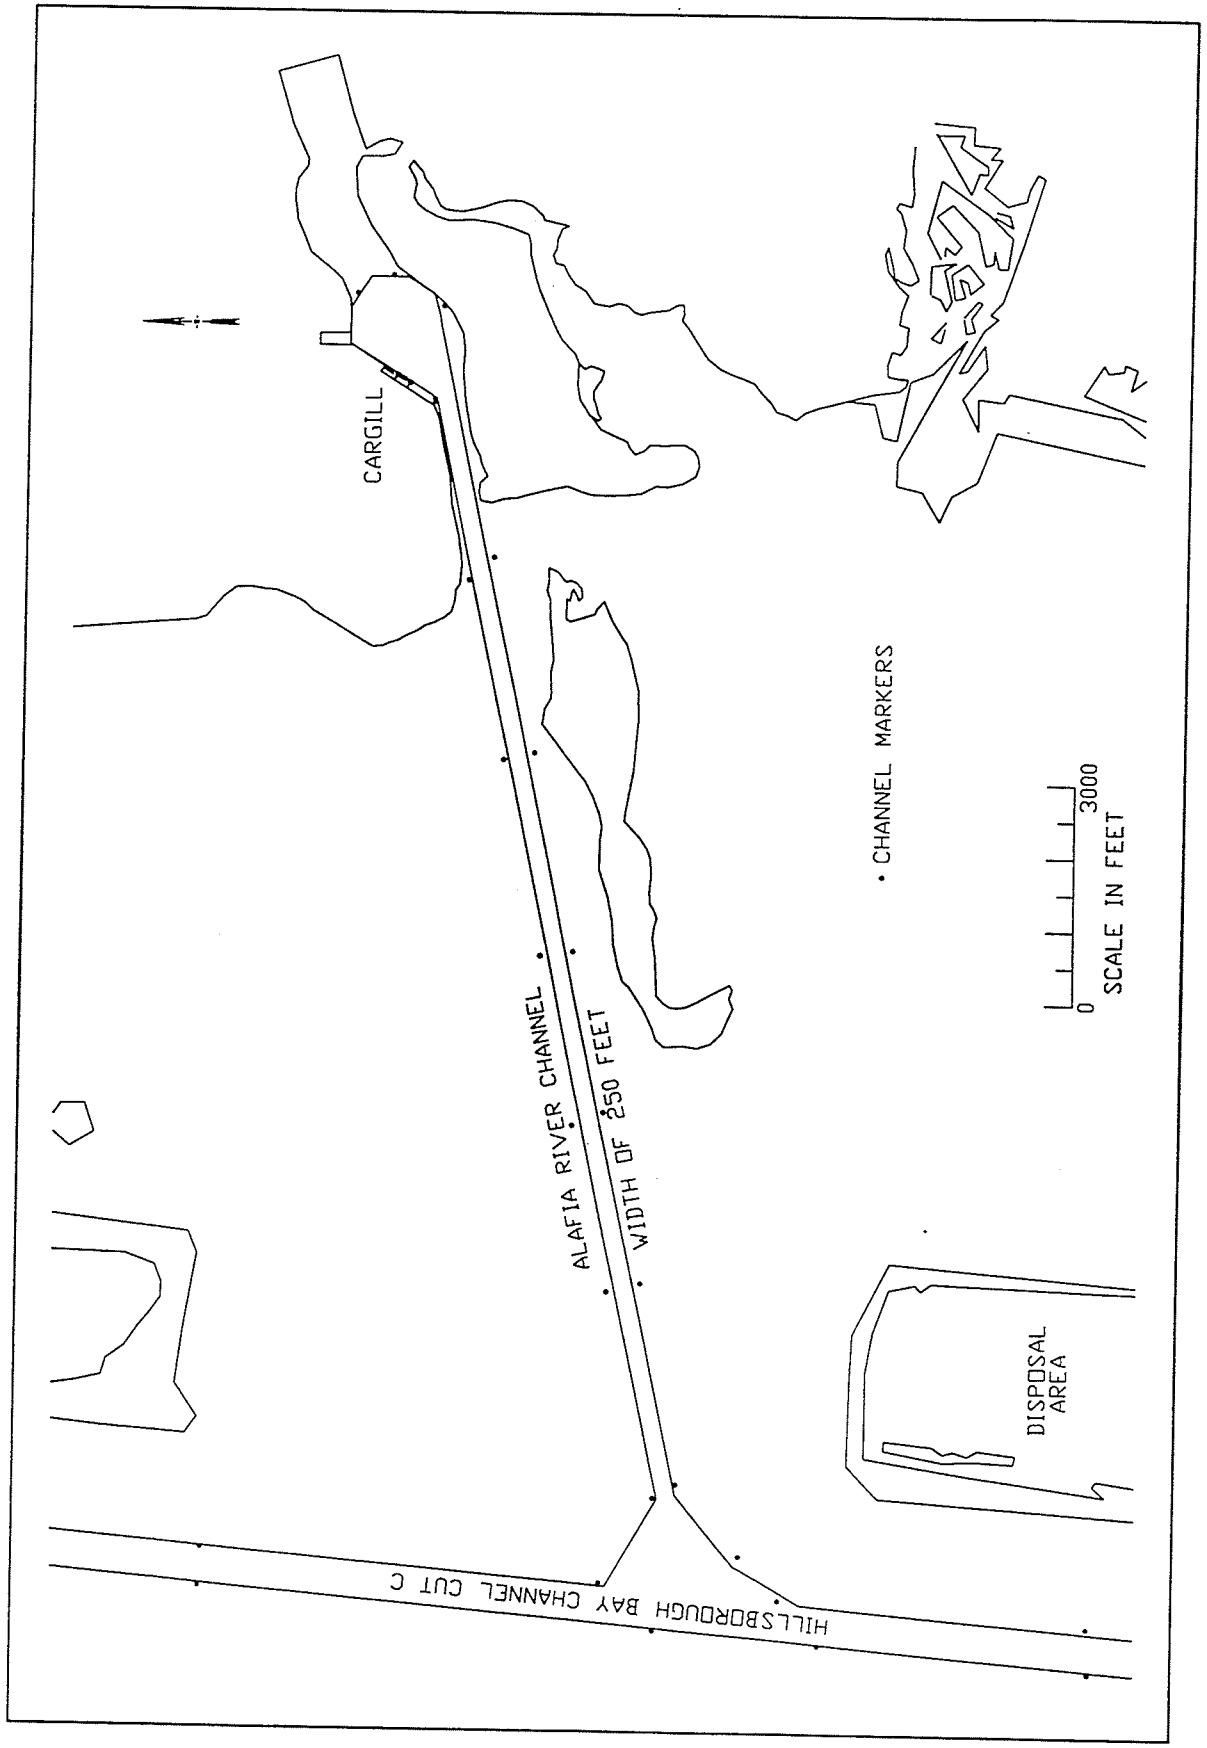 CARGILL
ALAFIA RIVER CHANNEL
WIDTH OF 250 FEET
HILLSBOROUGH BAY CHANNEL CUT C
CHANNEL MARKERS
0 3000
SCALE IN FEET
DISPOSAL
AREA